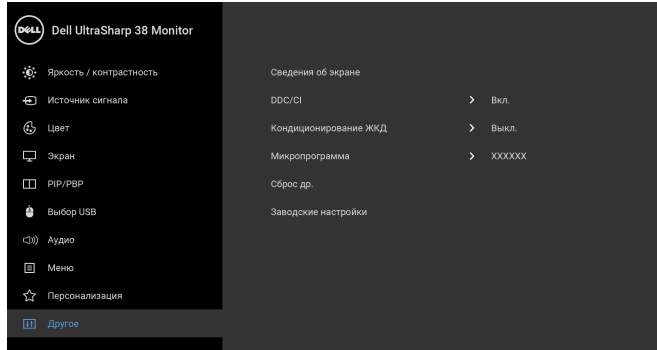 DELL Dell UltraSharp 38 Monitor
Яркость / контрастность
Источник сигнала
Цвет
Экран
PIP/PBP
Выбор USB
Аудио
Меню
Персонализация
Другое
Сведения об экране
DDC/CI > Вкл.
Кондиционирование ЖКД > Выкл.
Микропрограмма > XXXXXX
Сброс др.
Заводские настройки